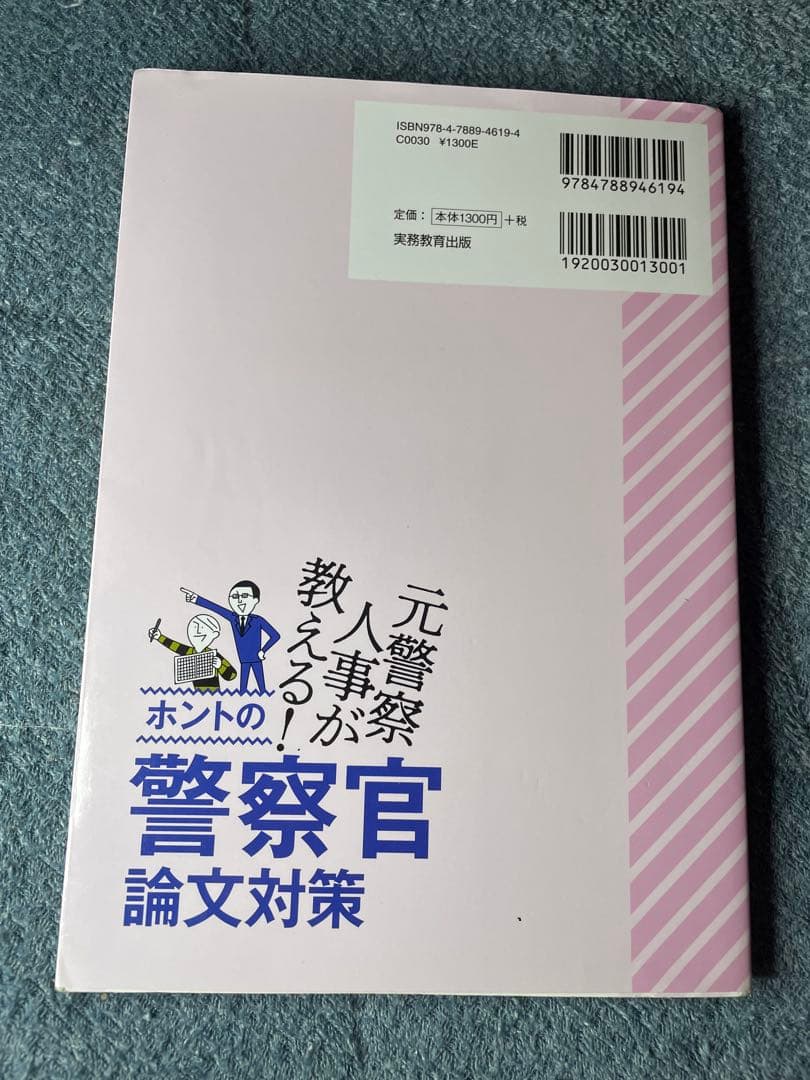 ISBN978-4-7889-4619-4
C0030 ¥1300E
9784788946194
定価：本体1300円+税
実務教育出版
1920030013001
元警察
人事が
教える！
ホントの
警察官
論文対策